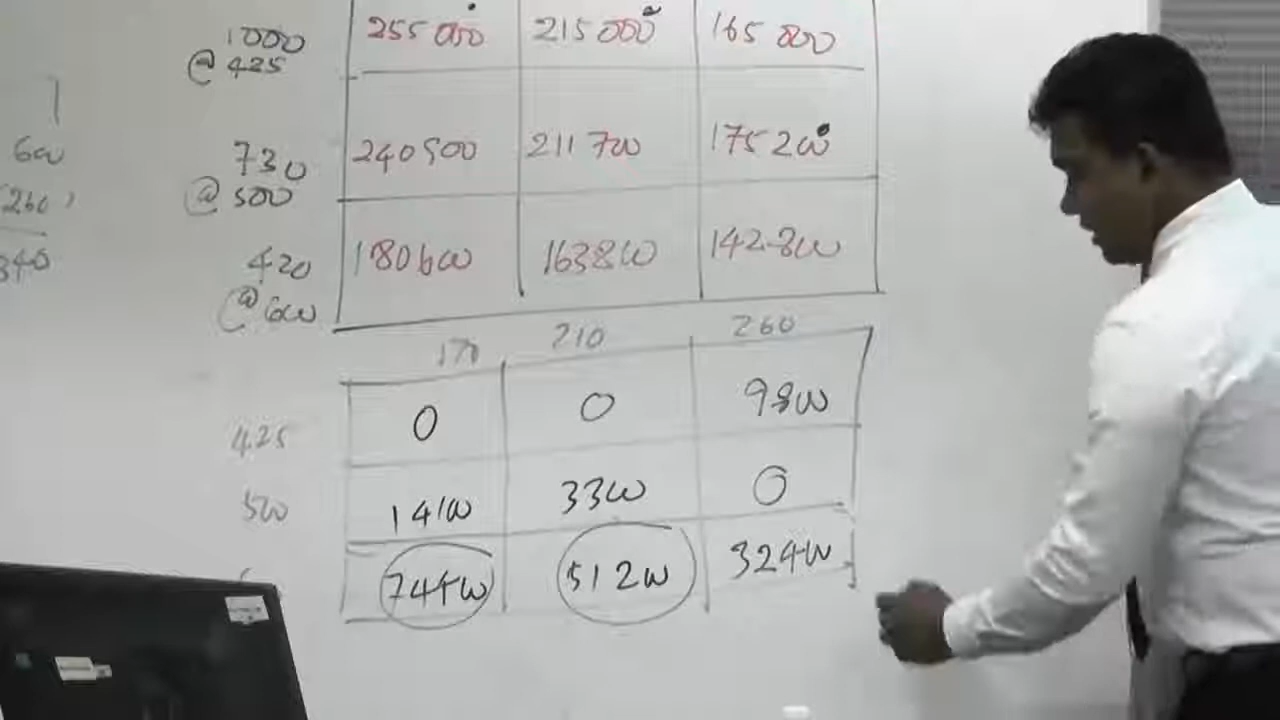 1000 255 000 215 000 165 000
@ 425
600
730 240 500 211 700 175 200
(260) @ 500
340 420 180 600 163 800 142 800
@ 600
170 210 260
425 0 0 9800
500 14100 3300 0
74400 51200 32400